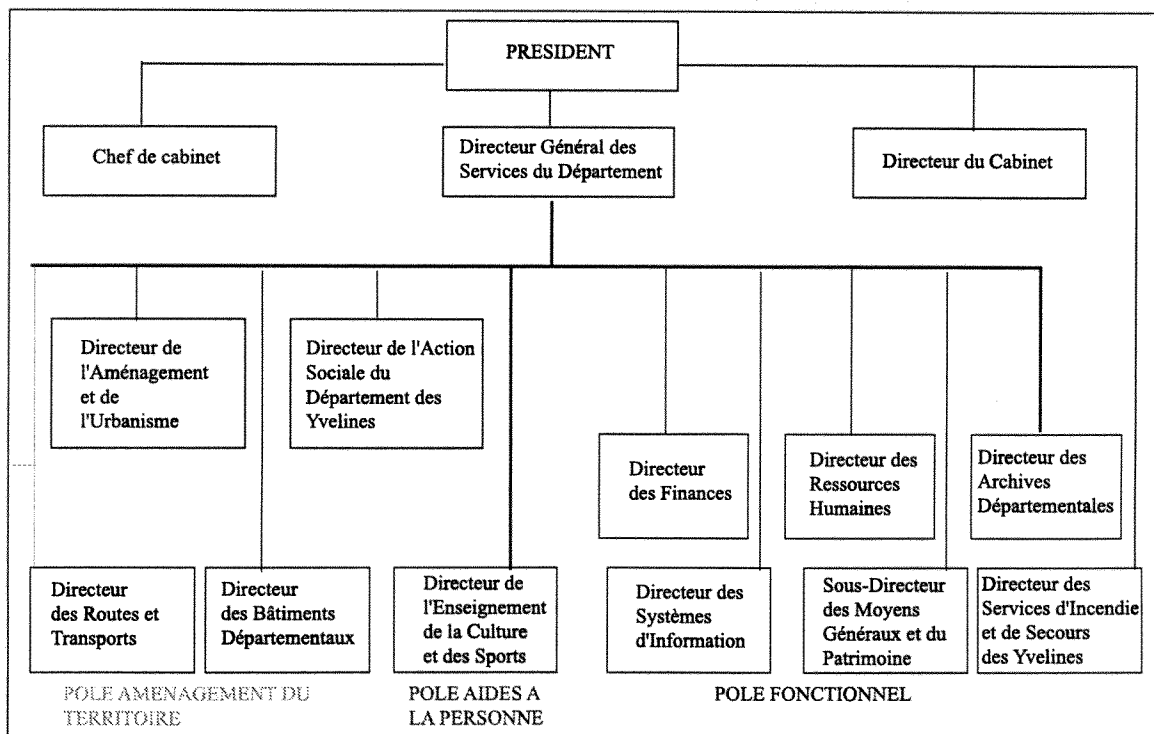 PRESIDENT
Chef de cabinet
Directeur Général des
Services du Département
Directeur du Cabinet
Directeur de
l'Aménagement
et de
l'Urbanisme
Directeur de l'Action
Sociale du
Département des
Yvelines
Directeur
des Finances
Directeur des
Ressources
Humaines
Directeur des
Archives
Départementales
Directeur
des Routes et
Transports
Directeur
des Bâtiments
Départementaux
Directeur de
l'Enseignement
de la Culture
et des Sports
Directeur des
Systèmes
d'Information
Sous-Directeur
des Moyens
Généraux et du
Patrimoine
Directeur des
Services d'Incendie
et de Secours
des Yvelines
POLE AMENAGEMENT DU
TERRITOIRE
POLE AIDES A
LA PERSONNE
POLE FONCTIONNEL